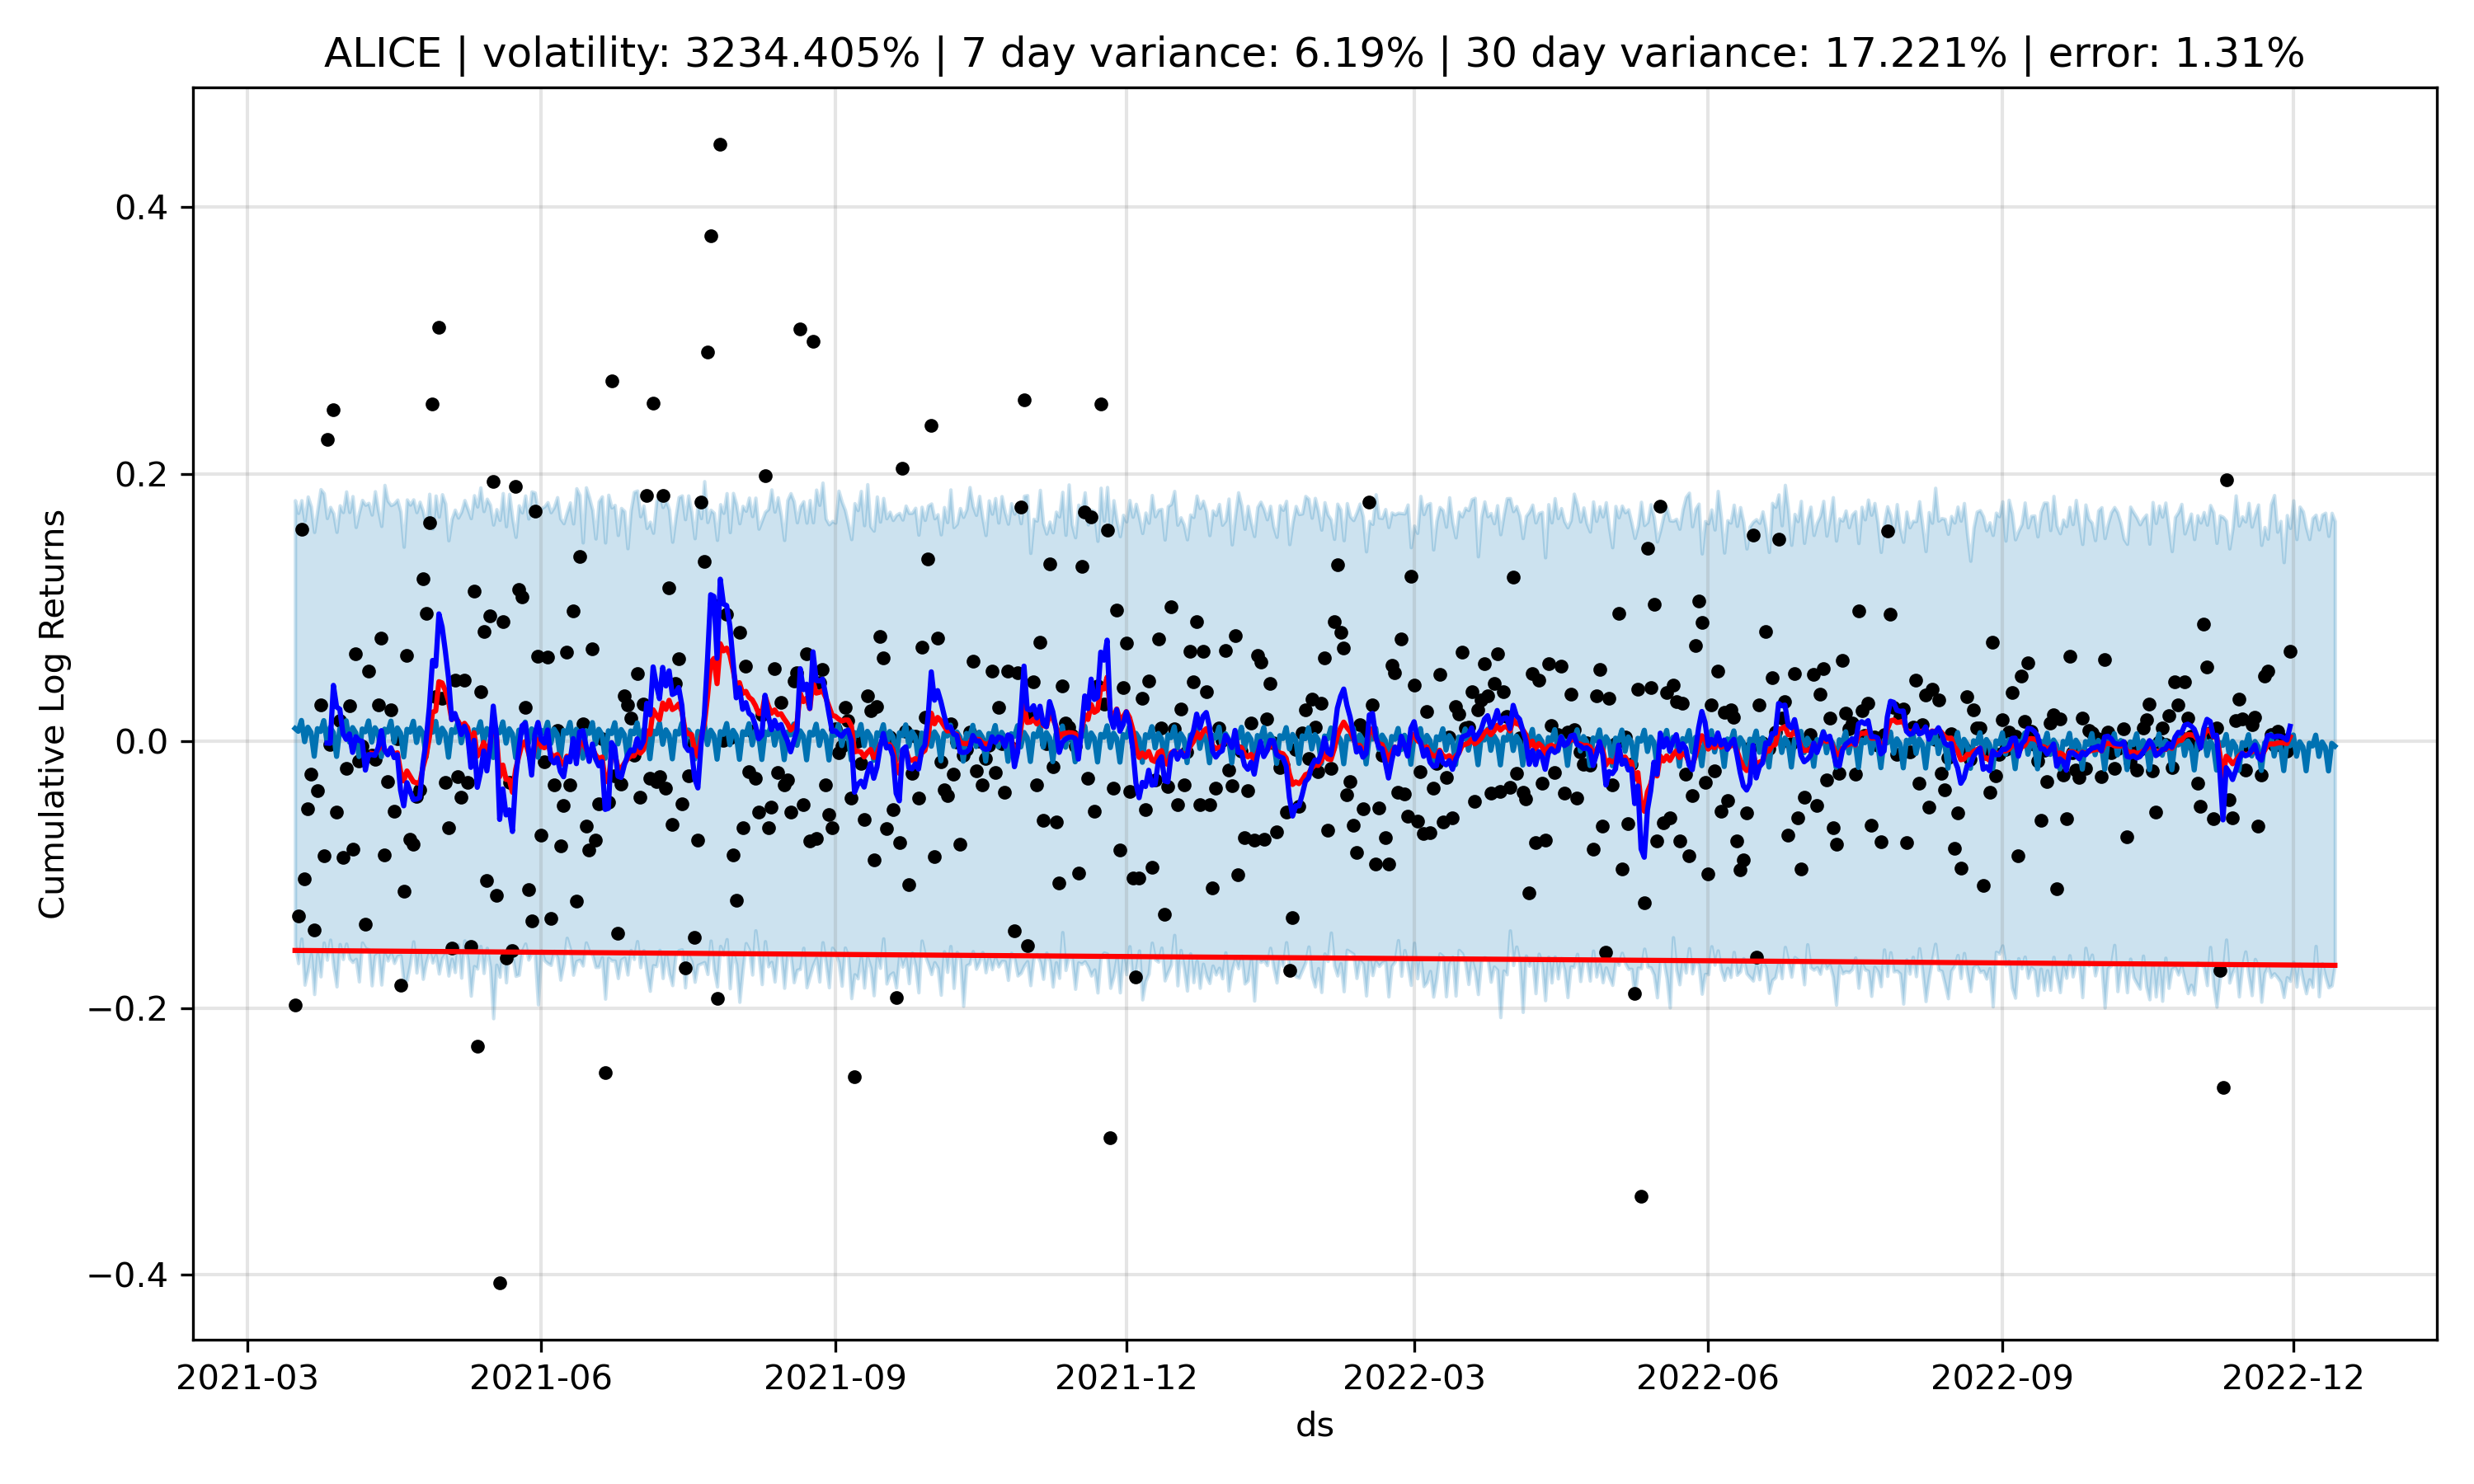 ALICE | volatility: 3234.405% | 7 day variance: 6.19% | 30 day variance: 17.221% | error: 1.31%
Cumulative Log Returns
0.4
0.2
0.0
−0.2
−0.4
2021-03 2021-06 2021-09 2021-12 2022-03 2022-06 2022-09 2022-12
ds